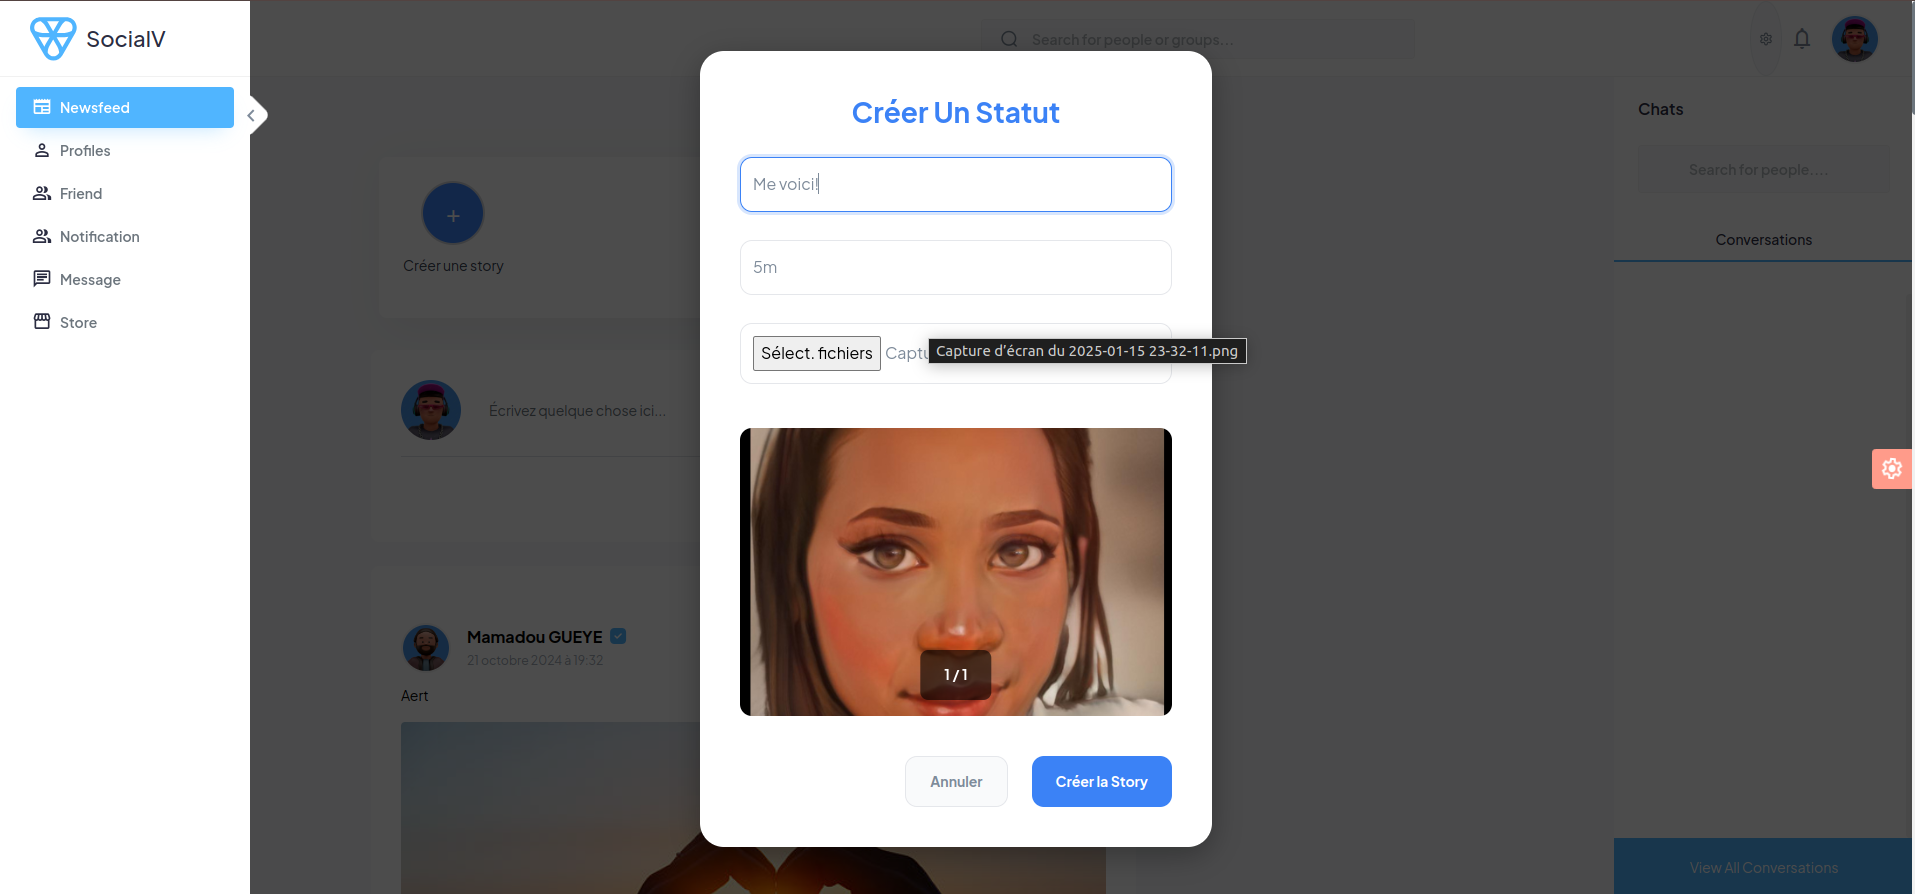 SocialV
Search for people or groups...
Newsfeed
Profiles
Friend
Notification
Message
Store
Créer une story
Écrivez quelque chose ici...
Mamadou GUEYE
21 octobre 2024 à 19:32
Aert
Créer Un Statut
Me voici!
5m
Sélect. fichiers
Capture d’écran du 2025-01-15 23-32-11.png
1 / 1
Annuler
Créer la Story
Chats
Search for people....
Conversations
View All Conversations